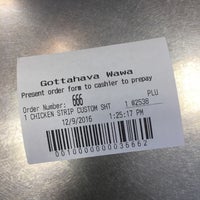 Gottahava Wawa
Present order form to cashier to prepay
Order Number: 666 PLU
1 CHICKEN STRIP CUSTOM SHT 1 #2538
12/9/2016 1:25:17 PM